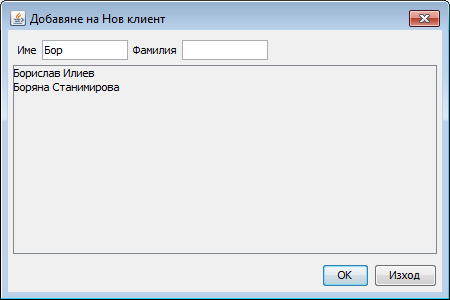 Добавяне на Нов клиент
Име Бор Фамилия
Борислав Илиев
Боряна Станимирова
OK Изход